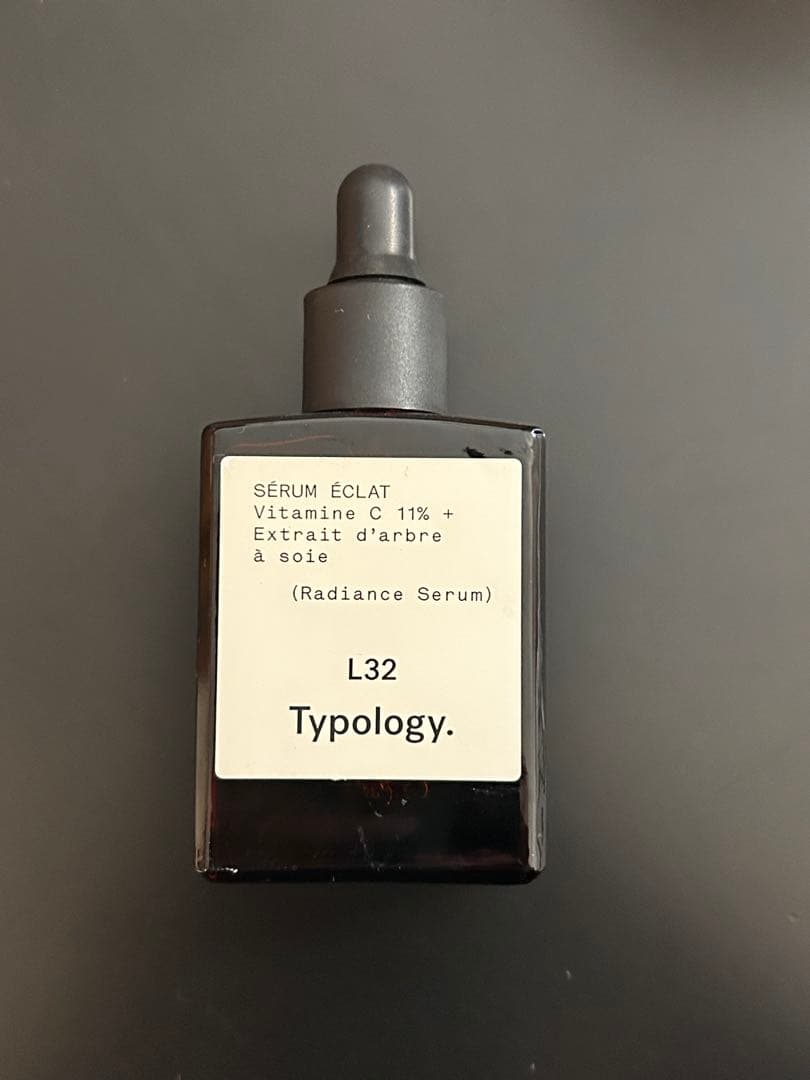 SÉRUM ÉCLAT
Vitamine C 11% +
Extrait d'arbre
à soie
(Radiance Serum)
L32
Typology.